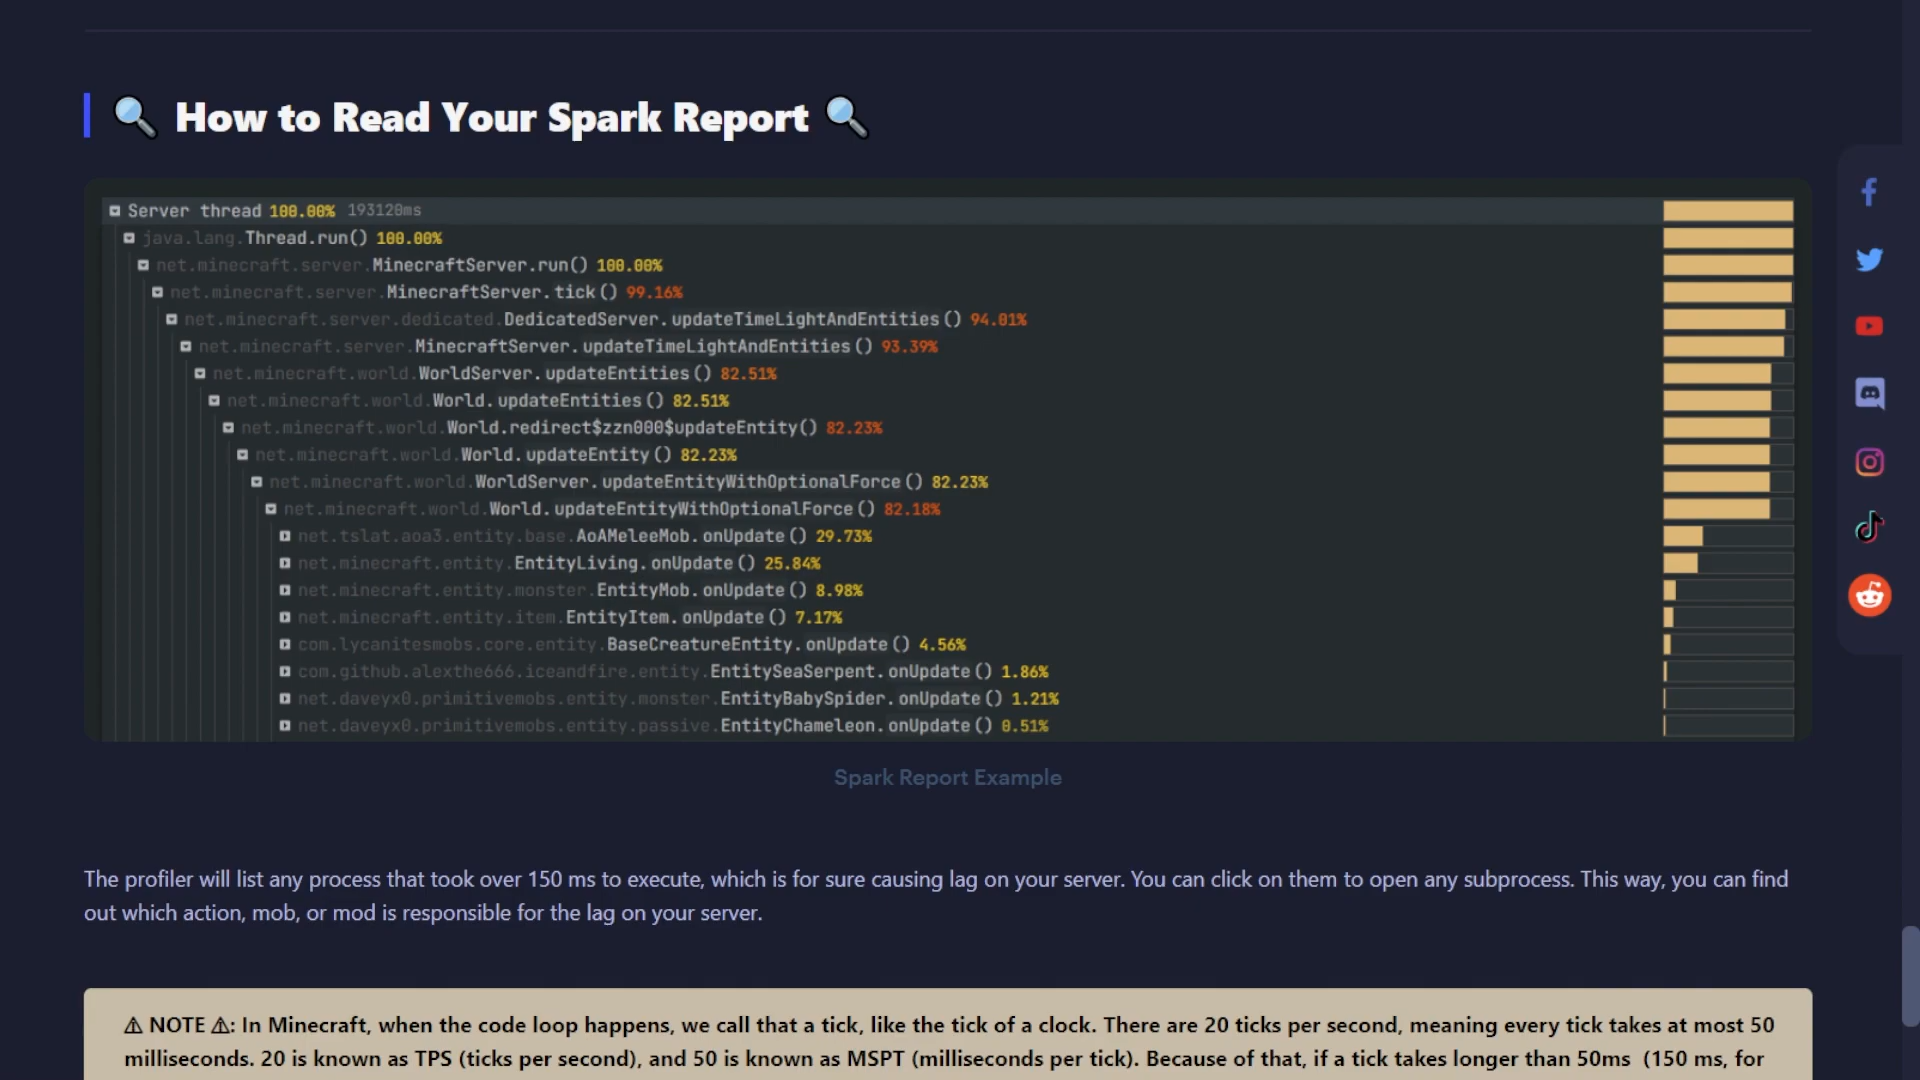 How to Read Your Spark Report
Server thread 100.00% 193120ms
java.lang.Thread.run() 100.00%
net.minecraft.server.MinecraftServer.run() 100.00%
net.minecraft.server.MinecraftServer.tick() 99.16%
net.minecraft.server.dedicated.DedicatedServer.updateTimeLightAndEntities() 94.01%
net.minecraft.server.MinecraftServer.updateTimeLightAndEntities() 93.39%
net.minecraft.world.WorldServer.updateEntities() 82.51%
net.minecraft.world.World.updateEntities() 82.51%
net.minecraft.world.World.redirect$zzn000$updateEntity() 82.23%
net.minecraft.world.World.updateEntity() 82.23%
net.minecraft.world.WorldServer.updateEntityWithOptionalForce() 82.23%
net.minecraft.world.World.updateEntityWithOptionalForce() 82.18%
net.tslat.aoa3.entity.base.AoAMeleeMob.onUpdate() 29.73%
net.minecraft.entity.EntityLiving.onUpdate() 25.84%
net.minecraft.entity.monster.EntityMob.onUpdate() 8.98%
net.minecraft.entity.item.EntityItem.onUpdate() 7.17%
com.lycanitesmobs.core.entity.BaseCreatureEntity.onUpdate() 4.56%
com.github.alexthe666.iceandfire.entity.EntitySeaSerpent.onUpdate() 1.86%
net.daveyx0.primitivemobs.entity.monster.EntityBabySpider.onUpdate() 1.21%
net.daveyx0.primitivemobs.entity.passive.EntityChameleon.onUpdate() 0.51%
Spark Report Example
The profiler will list any process that took over 150 ms to execute, which is for sure causing lag on your server. You can click on them to open any subprocess. This way, you can find
out which action, mob, or mod is responsible for the lag on your server.
⚠ NOTE ⚠: In Minecraft, when the code loop happens, we call that a tick, like the tick of a clock. There are 20 ticks per second, meaning every tick takes at most 50
milliseconds. 20 is known as TPS (ticks per second), and 50 is known as MSPT (milliseconds per tick). Because of that, if a tick takes longer than 50ms (150 ms, for